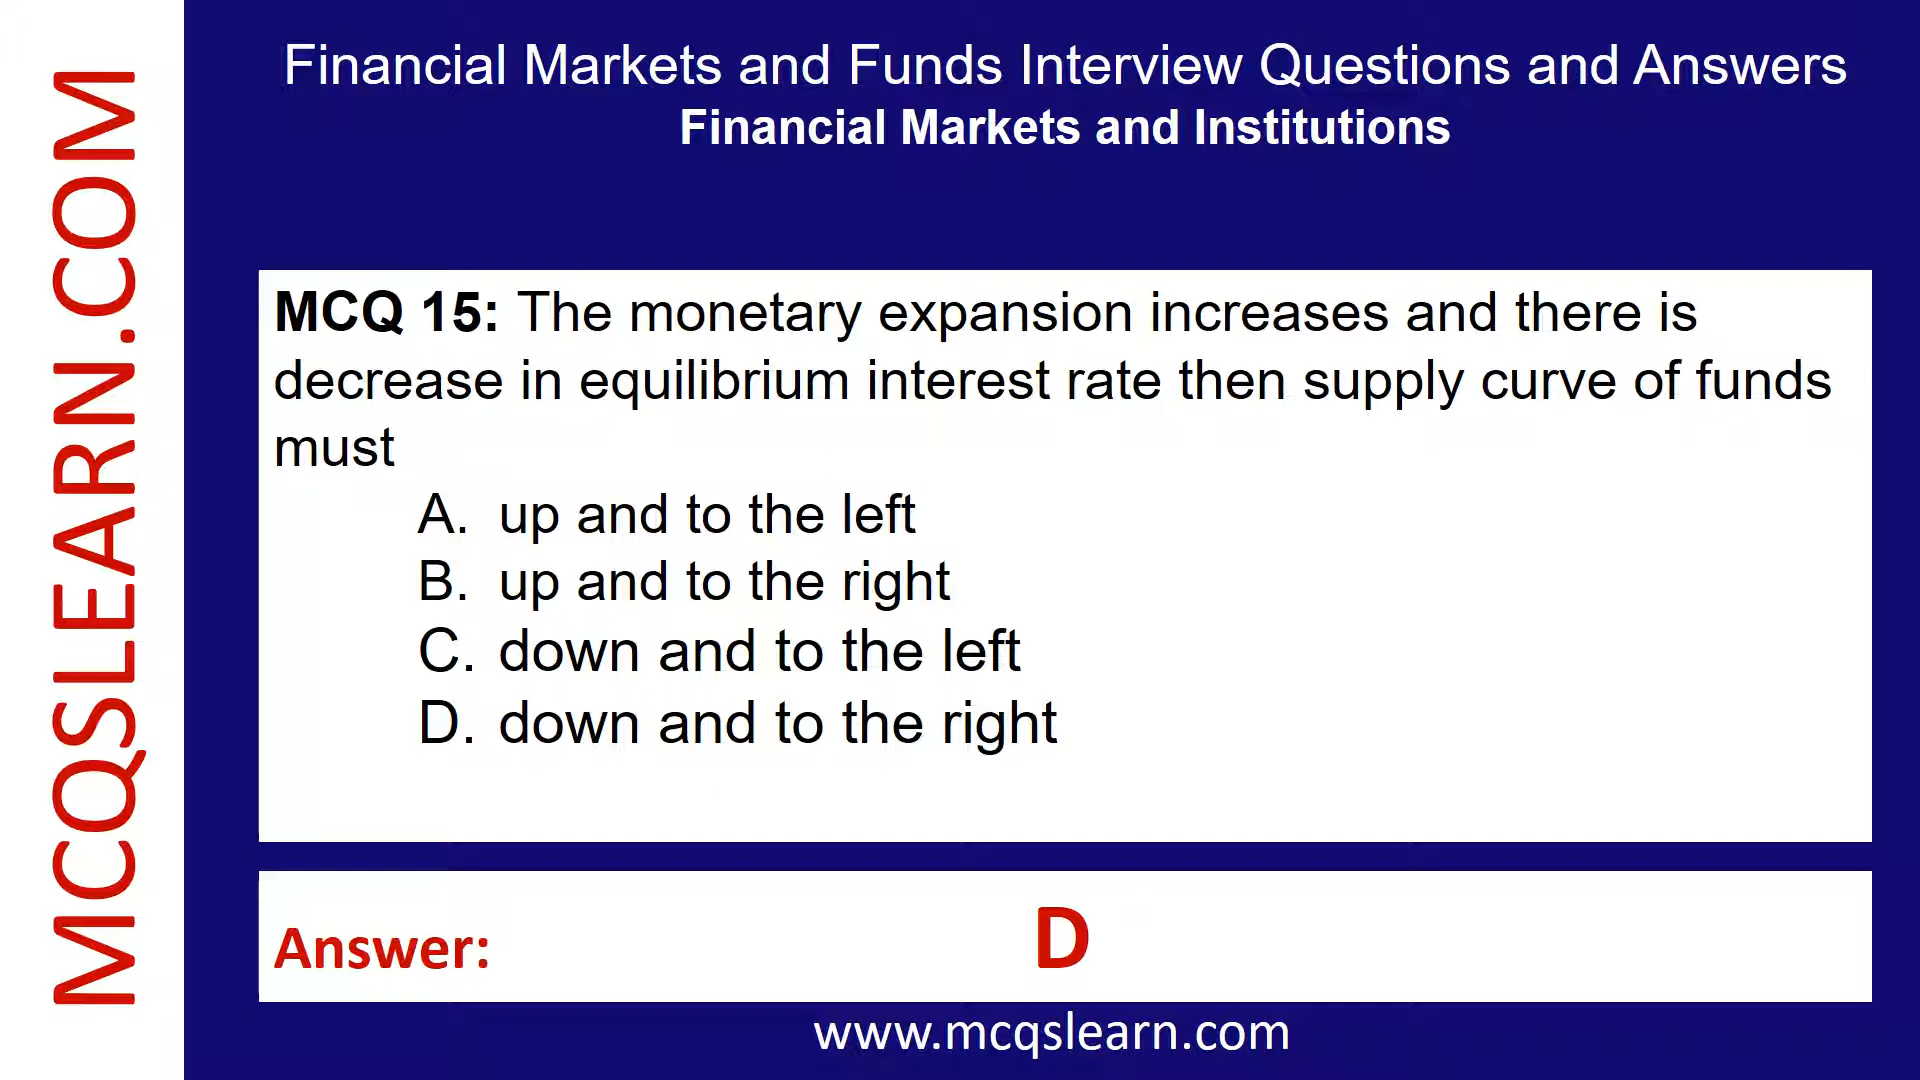 MCQSLEARN.COM
Financial Markets and Funds Interview Questions and Answers
Financial Markets and Institutions
MCQ 15: The monetary expansion increases and there is
decrease in equilibrium interest rate then supply curve of funds
must
A. up and to the left
B. up and to the right
C. down and to the left
D. down and to the right
Answer: D
www.mcqslearn.com